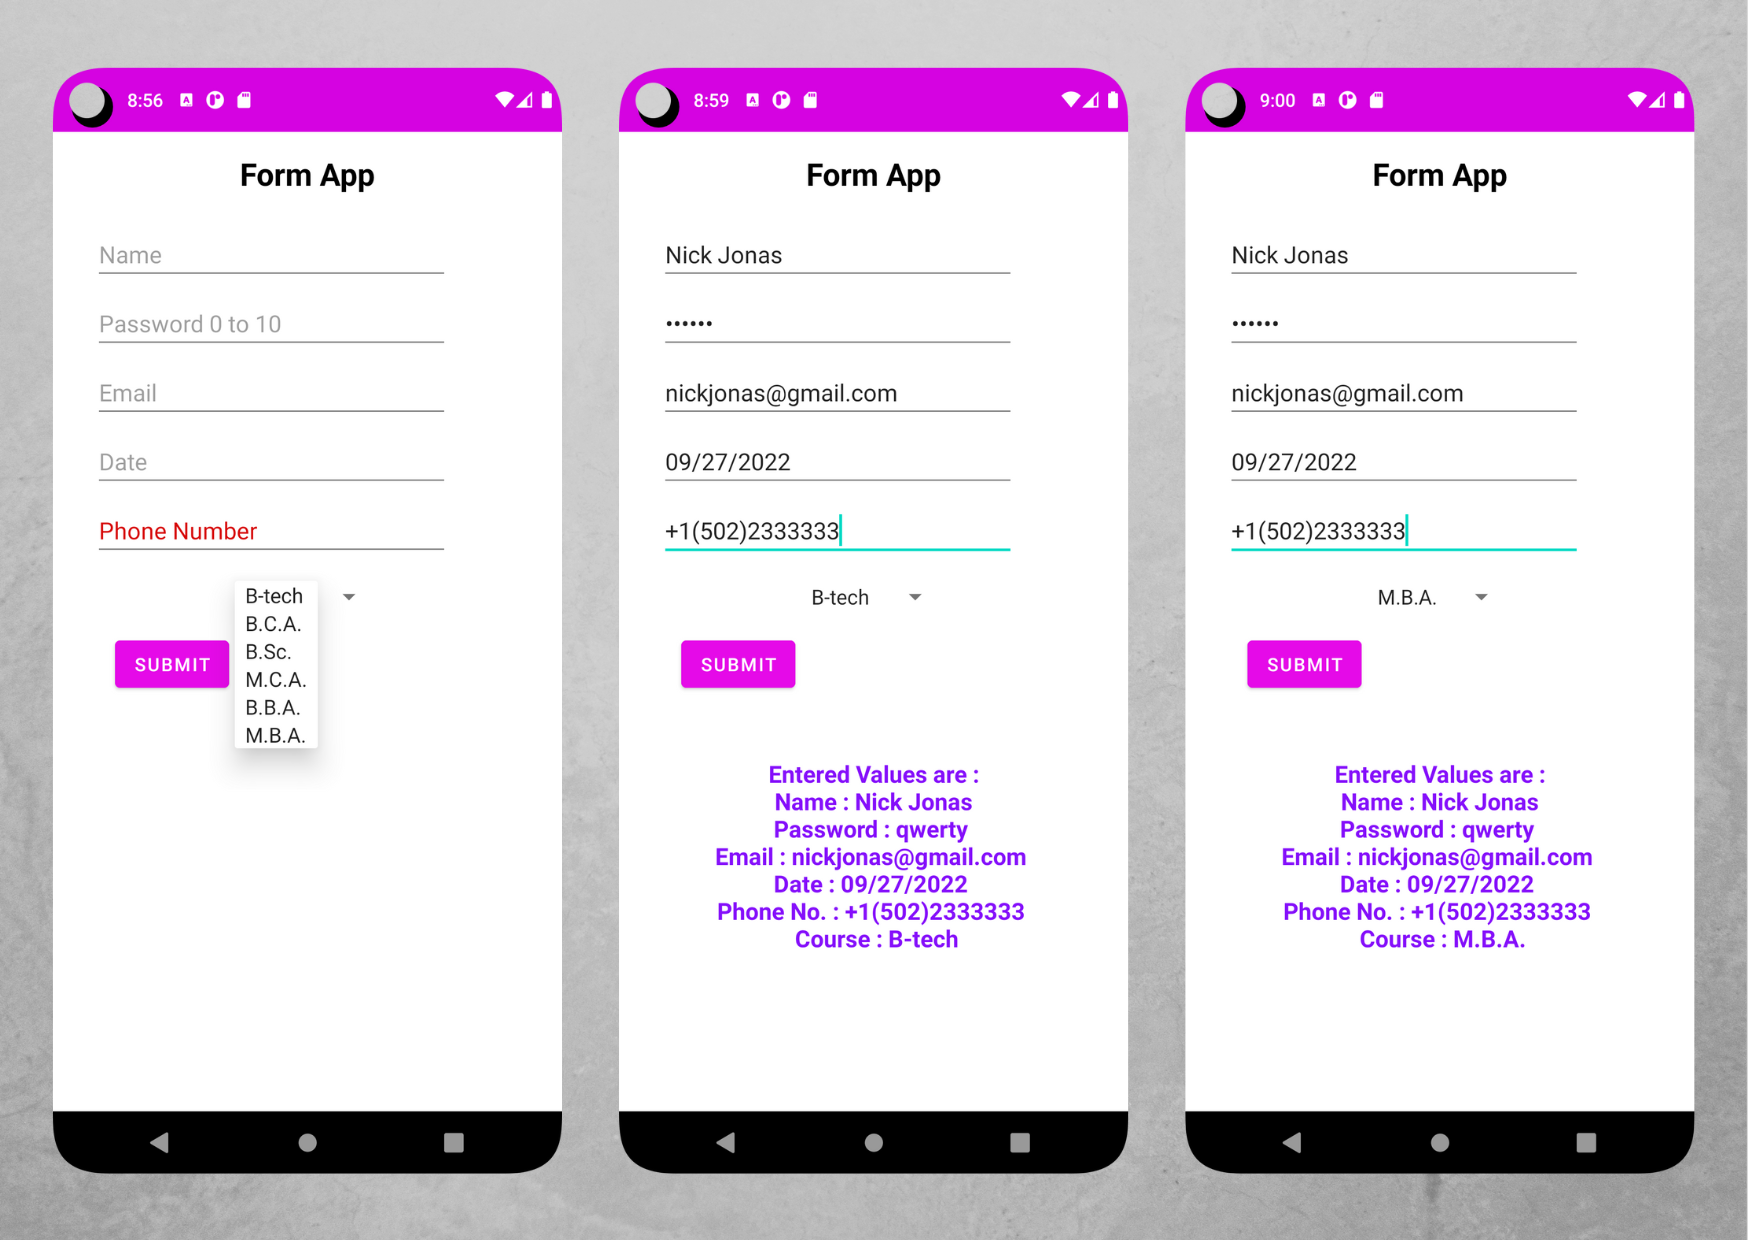 8:56
Form App
Name
Password 0 to 10
Email
Date
Phone Number
B-tech
B.C.A.
B.Sc.
M.C.A.
B.B.A.
M.B.A.
SUBMIT
8:59
Form App
Nick Jonas
••••••
nickjonas@gmail.com
09/27/2022
+1(502)2333333
B-tech
SUBMIT
Entered Values are :
Name : Nick Jonas
Password : qwerty
Email : nickjonas@gmail.com
Date : 09/27/2022
Phone No. : +1(502)2333333
Course : B-tech
9:00
Form App
Nick Jonas
••••••
nickjonas@gmail.com
09/27/2022
+1(502)2333333
M.B.A.
SUBMIT
Entered Values are :
Name : Nick Jonas
Password : qwerty
Email : nickjonas@gmail.com
Date : 09/27/2022
Phone No. : +1(502)2333333
Course : M.B.A.